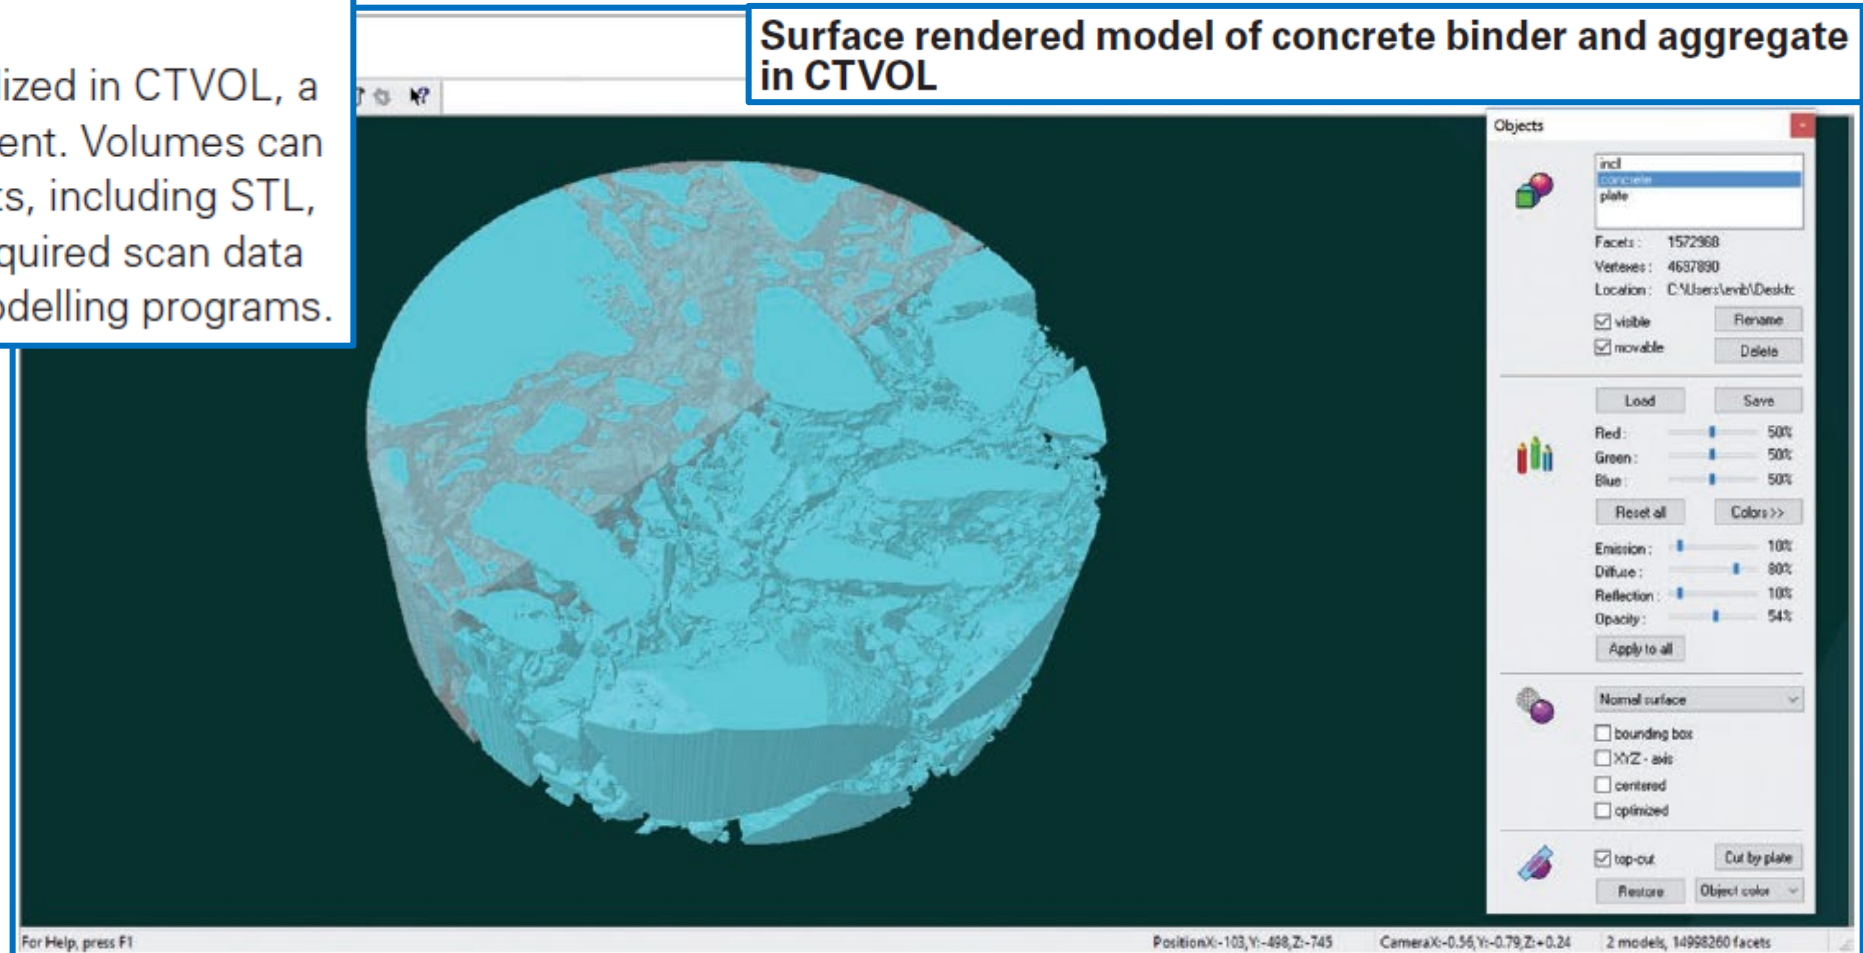 lized in CTVOL, a
ent. Volumes can
ts, including STL,
quired scan data
odelling programs.
Surface rendered model of concrete binder and aggregate
in CTVOL
Objects
incl
concrete
plate
Facets : 1572968
Vertexes : 4697890
Location : C:\Users\evib\Desktc
visible Rename
movable Delete
Load Save
Red : 50%
Green : 50%
Blue : 50%
Reset all Colors >>
Emission : 10%
Diffuse : 80%
Reflection : 10%
Opacity : 54%
Apply to all
Normal surface
bounding box
XYZ - axis
centered
optimized
top-cut Cut by plate
Restore Object color
For Help, press F1 PositionX:-103,Y:-498,Z:-745 CameraX:-0.56,Y:-0.79,Z:+0.24 2 models, 14998260 facets